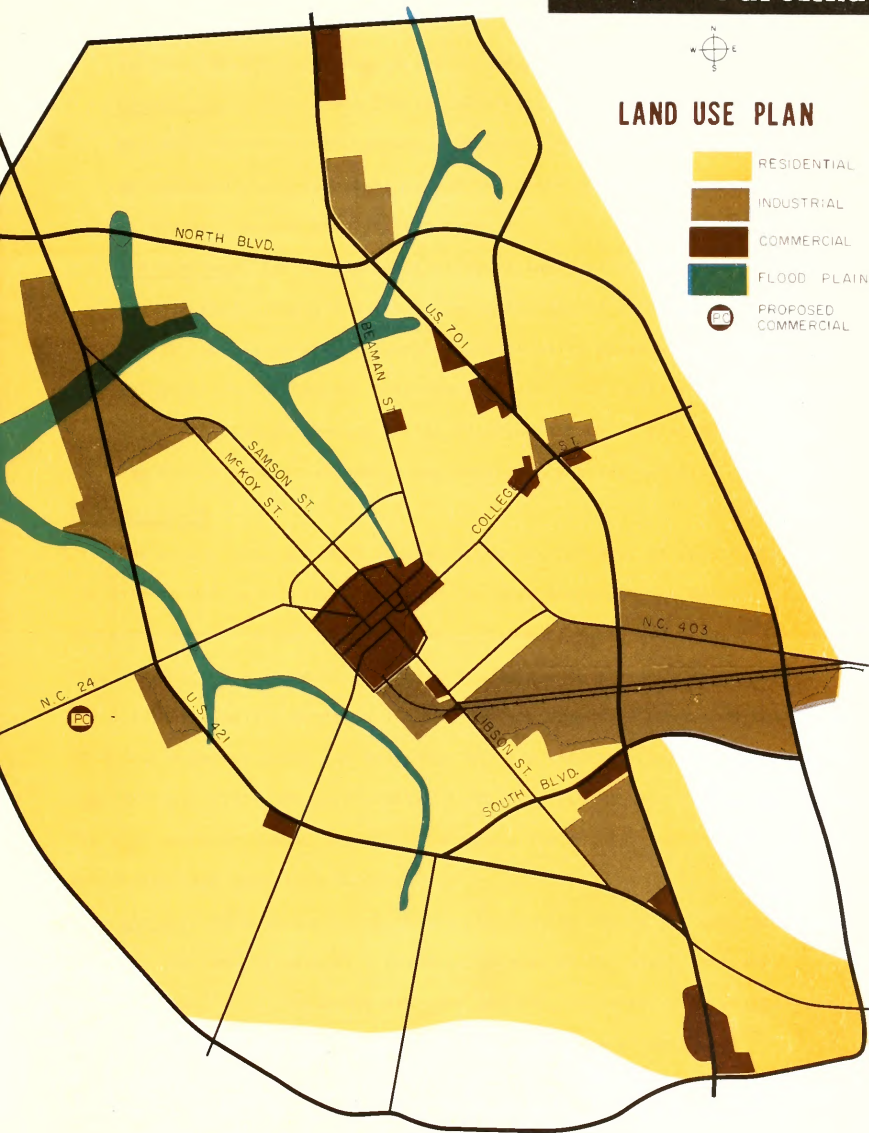 N
W E
S
LAND USE PLAN
RESIDENTIAL
INDUSTRIAL
COMMERCIAL
FLOOD PLAIN
PC
PROPOSED
COMMERCIAL
NORTH BLVD.
U.S. 701
BEAMAN ST.
SAMSON ST.
McKOY ST.
COLLEGE ST.
N.C. 403
N.C. 24
PC
U.S. 421
LIBSON ST.
SOUTH BLVD.